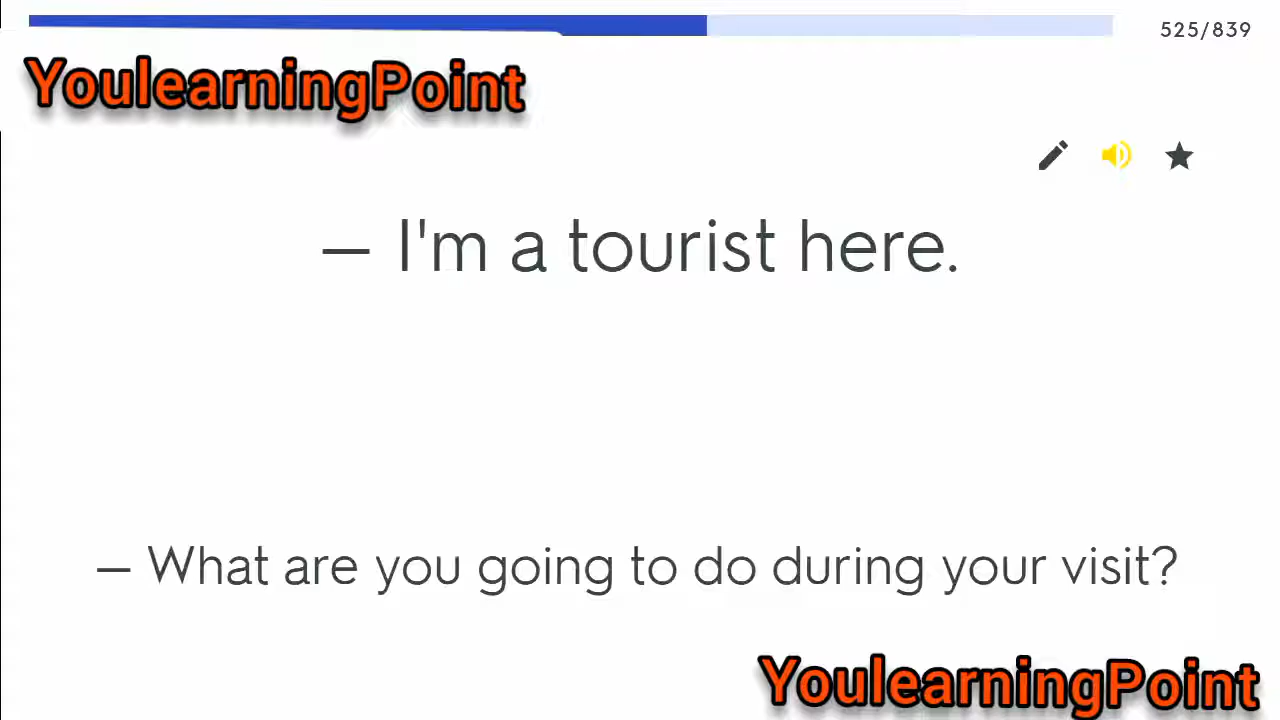 525/839
YoulearningPoint
— I'm a tourist here.
— What are you going to do during your visit?
YoulearningPoint